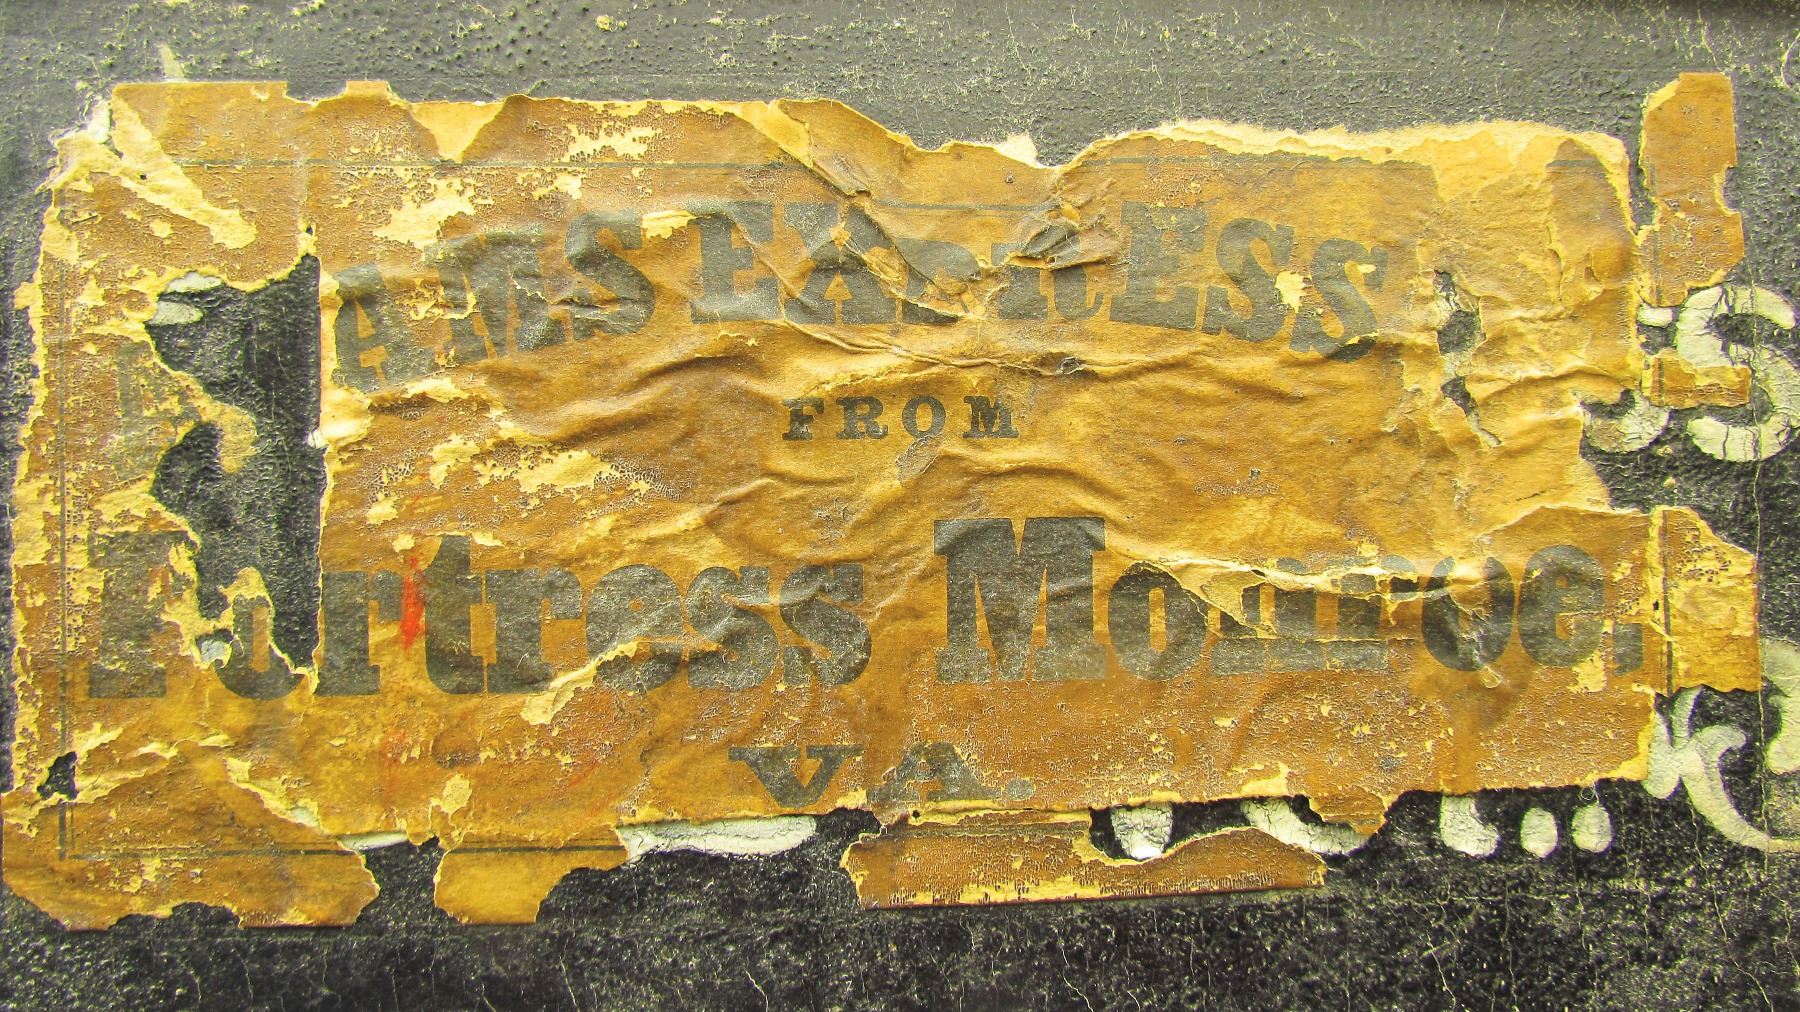 AMS EXPRESS
FROM
Fortress Monroe,
VA.